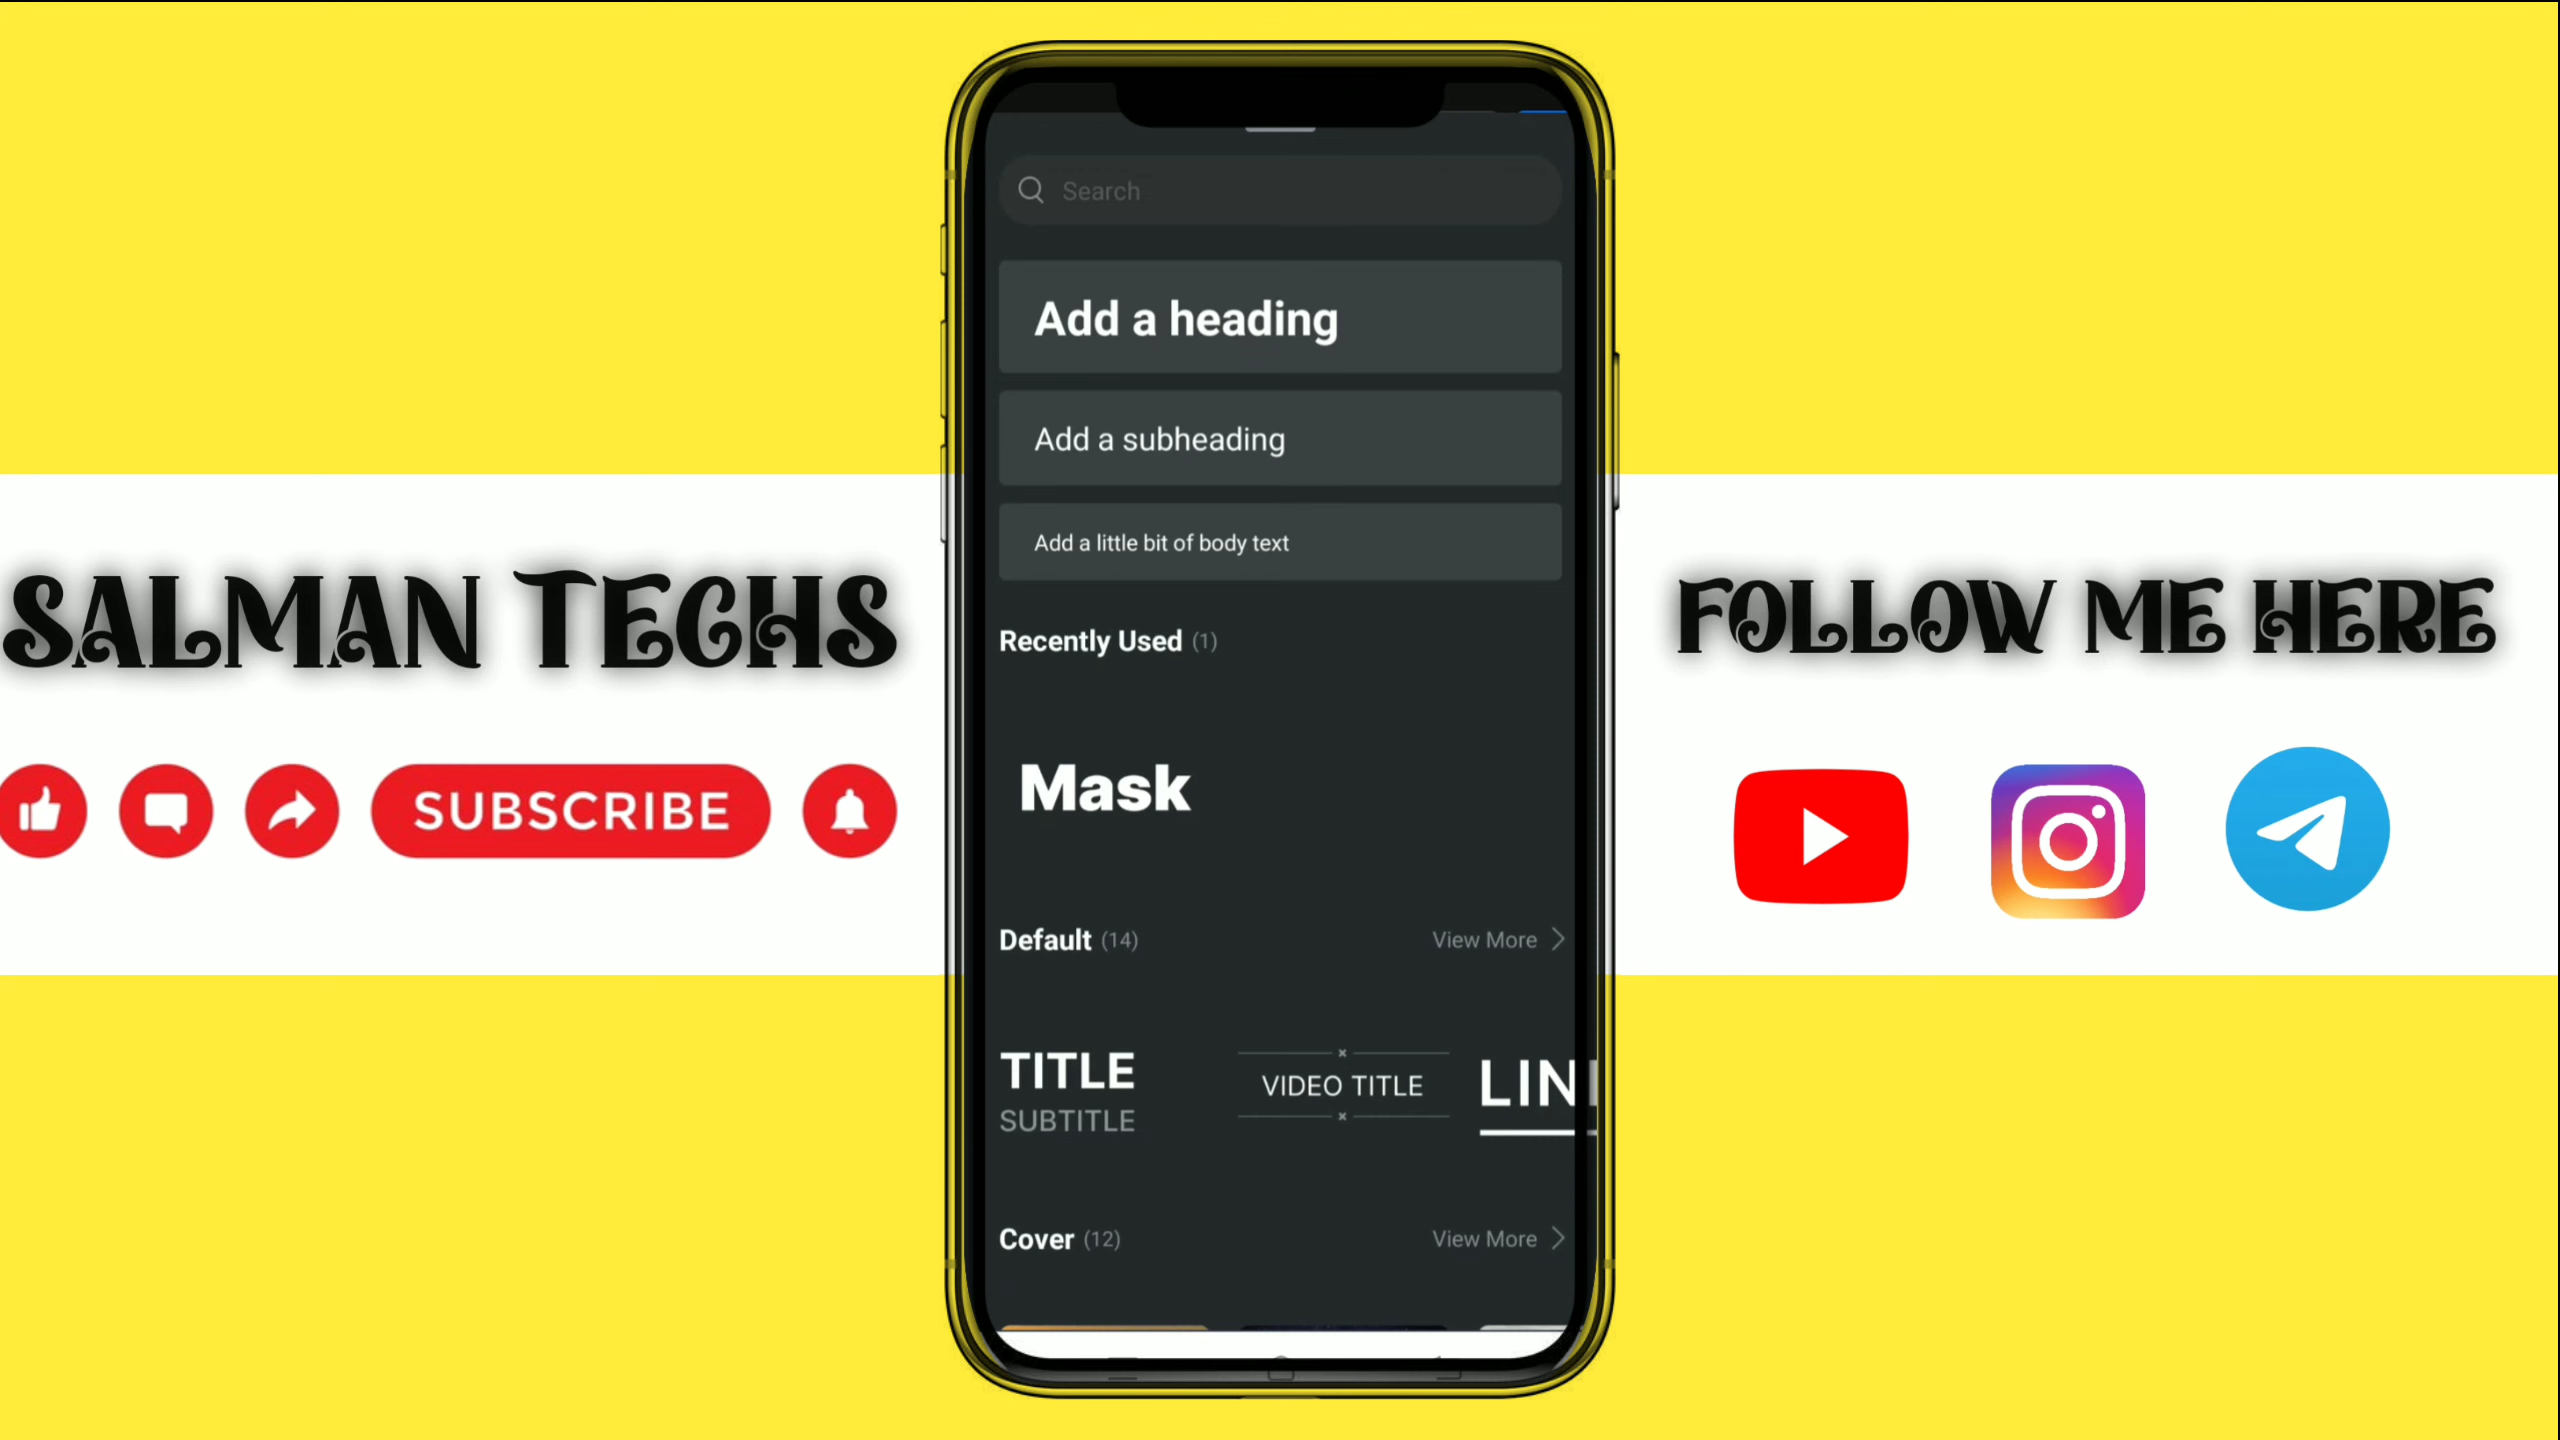 SALMAN TECHS
SUBSCRIBE
Search
Add a heading
Add a subheading
Add a little bit of body text
Recently Used (1)
Mask
Default (14)
View More
TITLE
SUBTITLE
VIDEO TITLE
Cover (12)
View More
FOLLOW ME HERE